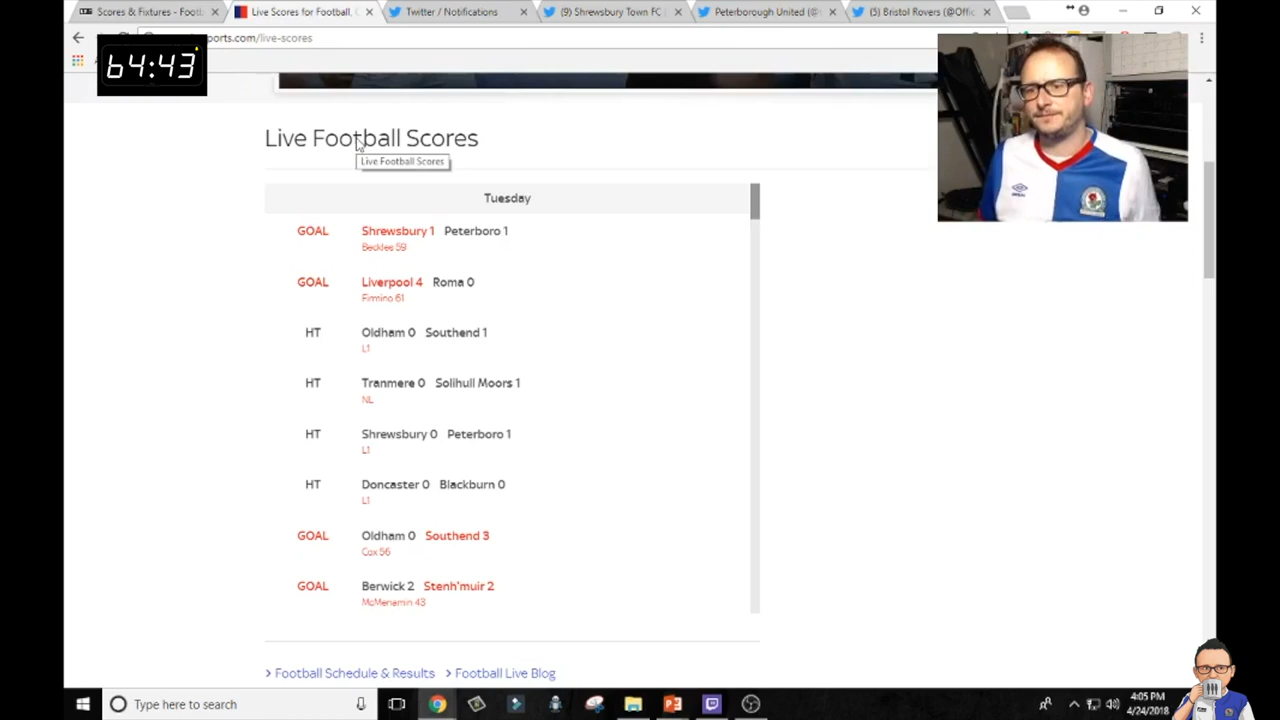 Scores & Fixtures - Footb
Live Scores for Football, C
Twitter / Notifications
(9) Shrewsbury Town FC
Peterborough United (@
(5) Bristol Rovers (@Offic
ports.com/live-scores
64:43
Live Football Scores
Live Football Scores
Tuesday
GOAL Shrewsbury 1 Peterboro 1
Beckles 59
GOAL Liverpool 4 Roma 0
Firmino 61
HT Oldham 0 Southend 1
L1
HT Tranmere 0 Solihull Moors 1
NL
HT Shrewsbury 0 Peterboro 1
L1
HT Doncaster 0 Blackburn 0
L1
GOAL Oldham 0 Southend 3
Cox 56
GOAL Berwick 2 Stenh'muir 2
McMenamin 43
> Football Schedule & Results > Football Live Blog
Type here to search
4:05 PM
4/24/2018